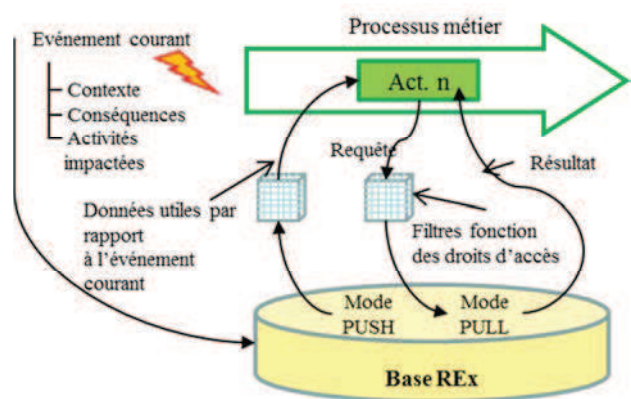 Processus métier
Evénement courant
Contexte
Conséquences
Activités
impactées
Act. n
Requête
Résultat
Données utiles par
rapport
à l'événement
courant
Filtres fonction
des droits d'accès
Mode
PUSH
Mode
PULL
Base REx